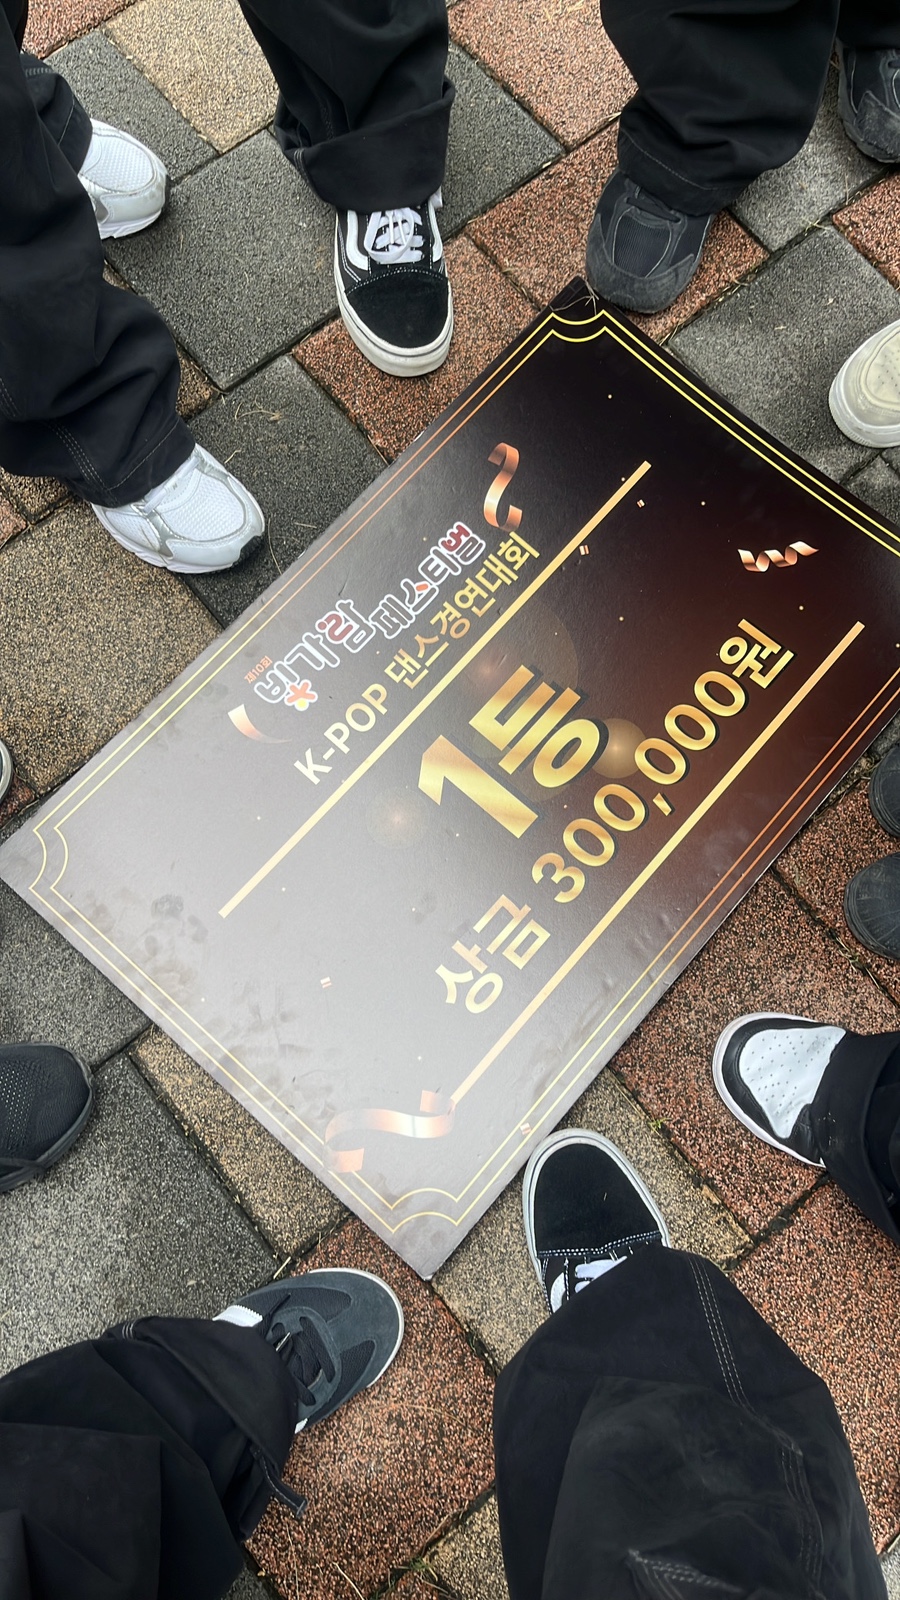 제10회
빛가람 페스티벌
K-POP 댄스경연대회
1등
상금 300,000원